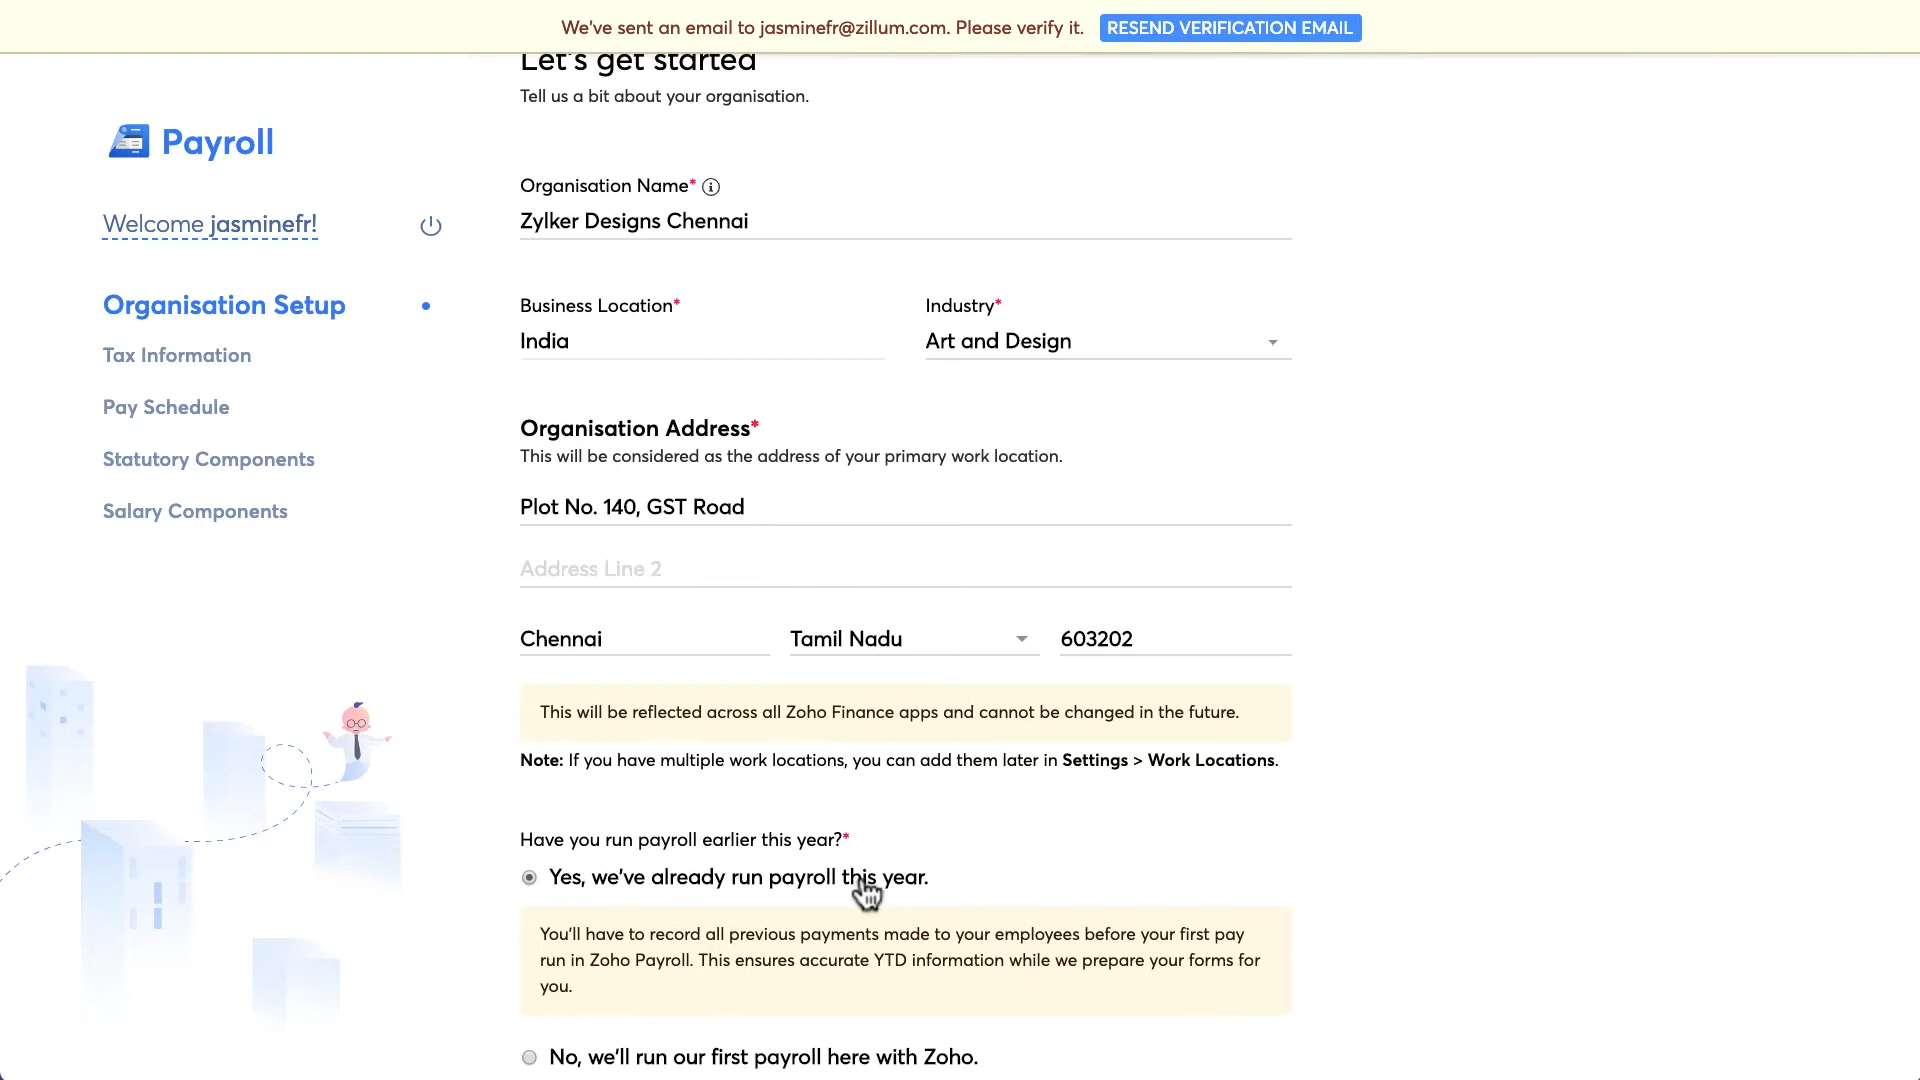 We've sent an email to jasminefr@zillum.com. Please verify it. RESEND VERIFICATION EMAIL
Let's get started
Tell us a bit about your organisation.
Payroll
Welcome jasminefr!
Organisation Setup
Tax Information
Pay Schedule
Statutory Components
Salary Components
Organisation Name*
Zylker Designs Chennai
Business Location* Industry*
India Art and Design
Organisation Address*
This will be considered as the address of your primary work location.
Plot No. 140, GST Road
Address Line 2
Chennai Tamil Nadu 603202
This will be reflected across all Zoho Finance apps and cannot be changed in the future.
Note: If you have multiple work locations, you can add them later in Settings > Work Locations.
Have you run payroll earlier this year?*
Yes, we've already run payroll this year.
You'll have to record all previous payments made to your employees before your first pay
run in Zoho Payroll. This ensures accurate YTD information while we prepare your forms for
you.
No, we'll run our first payroll here with Zoho.